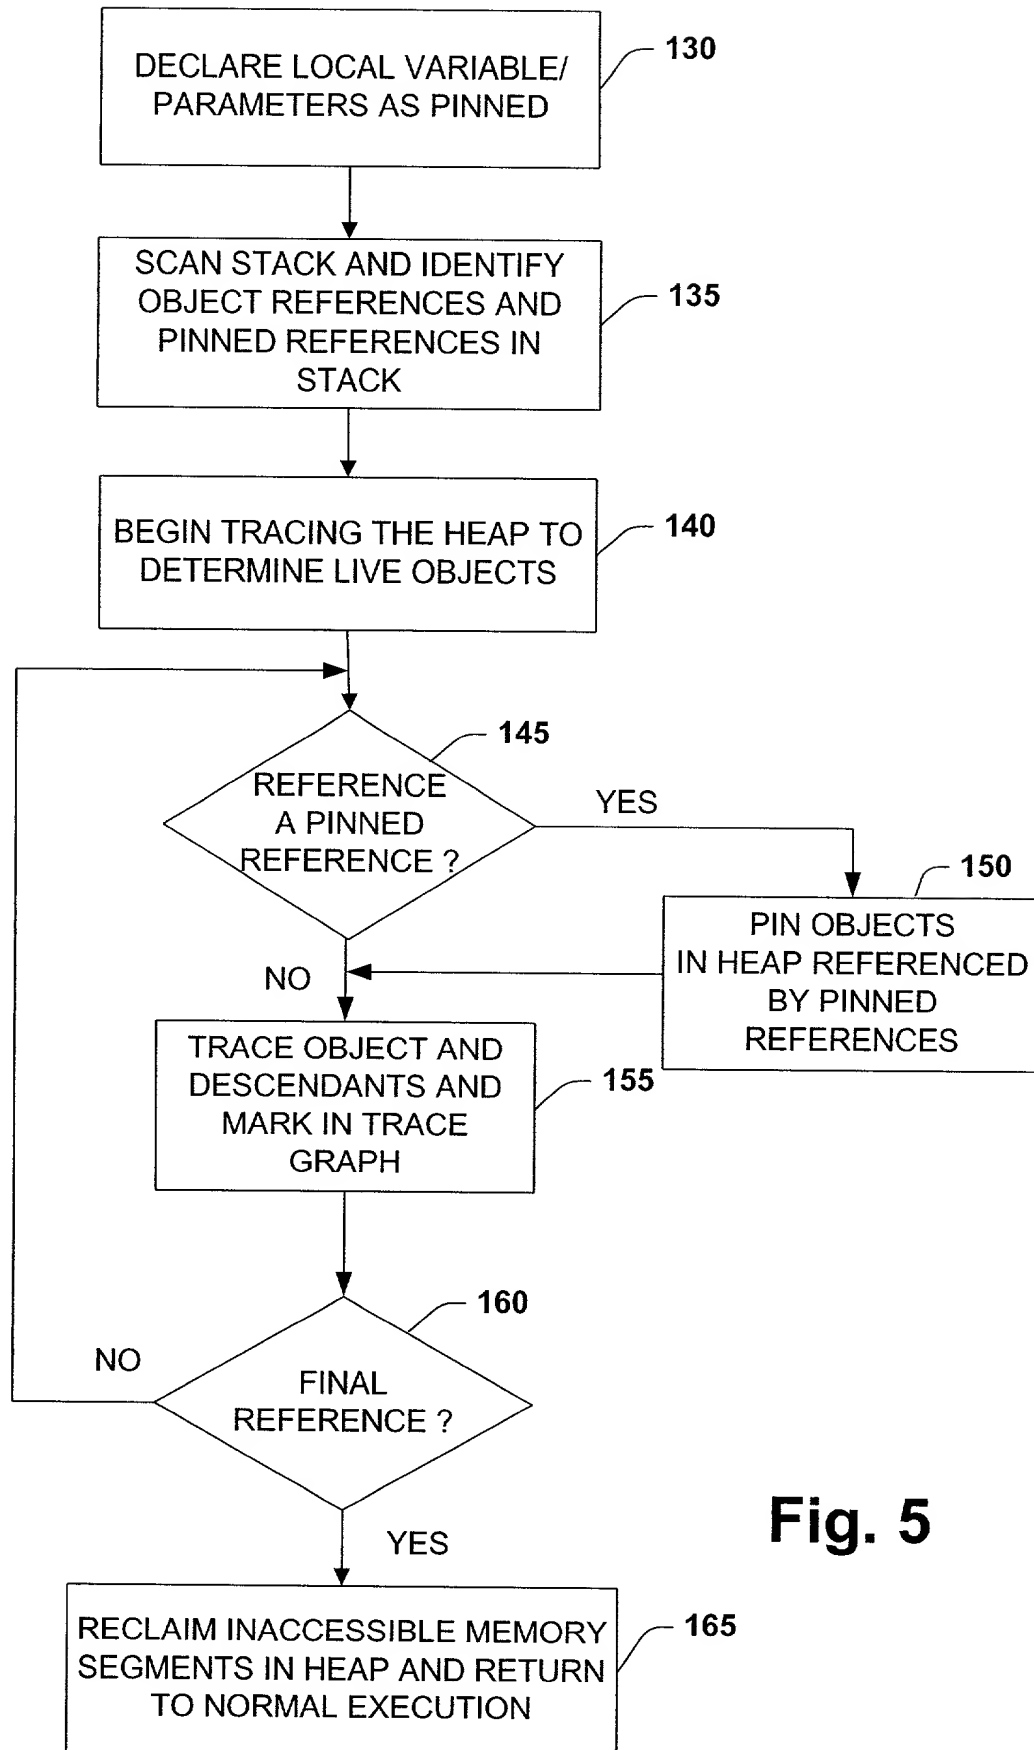 DECLARE LOCAL VARIABLE/
PARAMETERS AS PINNED
130
SCAN STACK AND IDENTIFY
OBJECT REFERENCES AND
PINNED REFERENCES IN
STACK
135
BEGIN TRACING THE HEAP TO
DETERMINE LIVE OBJECTS
140
145
REFERENCE
A PINNED
REFERENCE ?
YES
150
PIN OBJECTS
IN HEAP REFERENCED
BY PINNED
REFERENCES
NO
TRACE OBJECT AND
DESCENDANTS AND
MARK IN TRACE
GRAPH
155
160
NO
FINAL
REFERENCE ?
YES
Fig. 5
RECLAIM INACCESSIBLE MEMORY
SEGMENTS IN HEAP AND RETURN
TO NORMAL EXECUTION
165